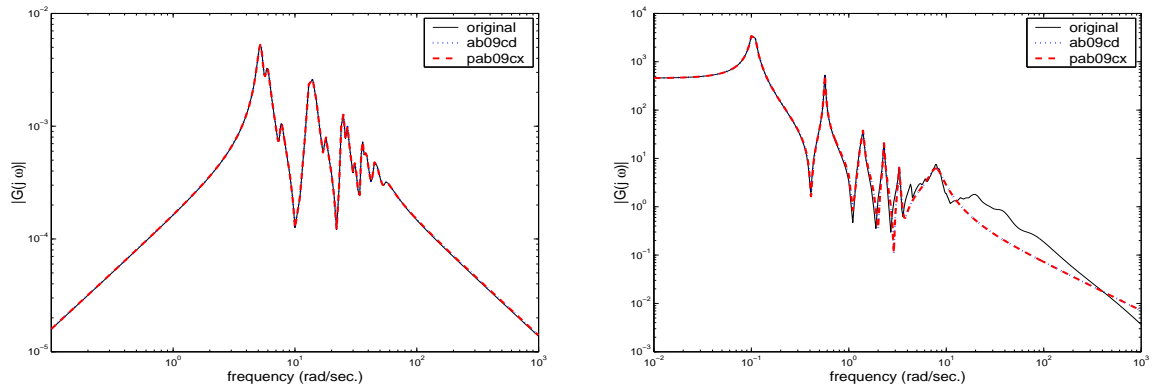 10^−2
10^−3
10^−4
10^−5
10^0
10^1
10^2
10^3
|G(j ω)|
frequency (rad/sec.)
original
ab09cd
pab09cx
10^5
10^4
10^3
10^2
10^1
10^0
10^−1
10^−2
10^−3
10^−2
10^−1
10^0
10^1
10^2
10^3
|G(j ω)|
frequency (rad/sec.)
original
ab09cd
pab09cx